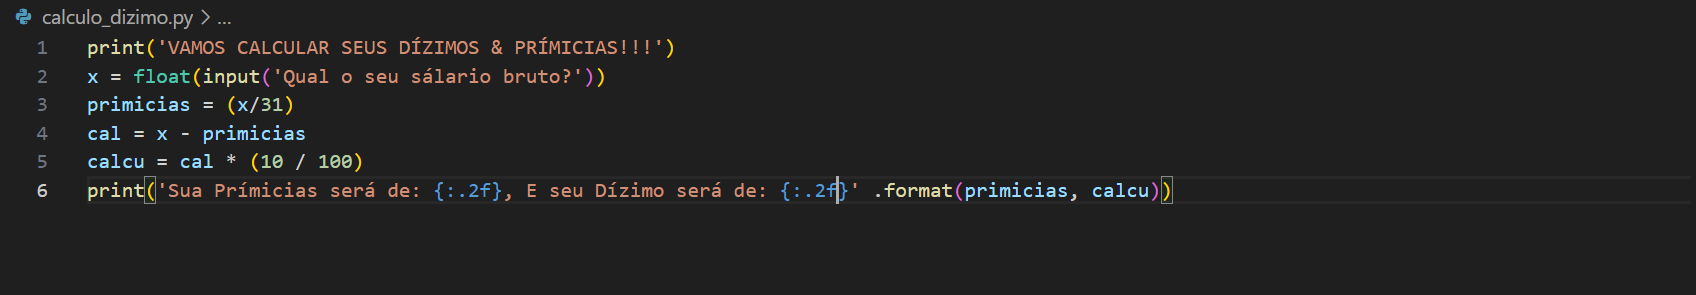 calculo_dizimo.py > ...
1 print('VAMOS CALCULAR SEUS DÍZIMOS & PRÍMICIAS!!!')
2 x = float(input('Qual o seu sálario bruto?'))
3 primicias = (x/31)
4 cal = x - primicias
5 calcu = cal * (10 / 100)
6 print('Sua Prímicias será de: {:.2f}, E seu Dízimo será de: {:.2f}' .format(primicias, calcu))